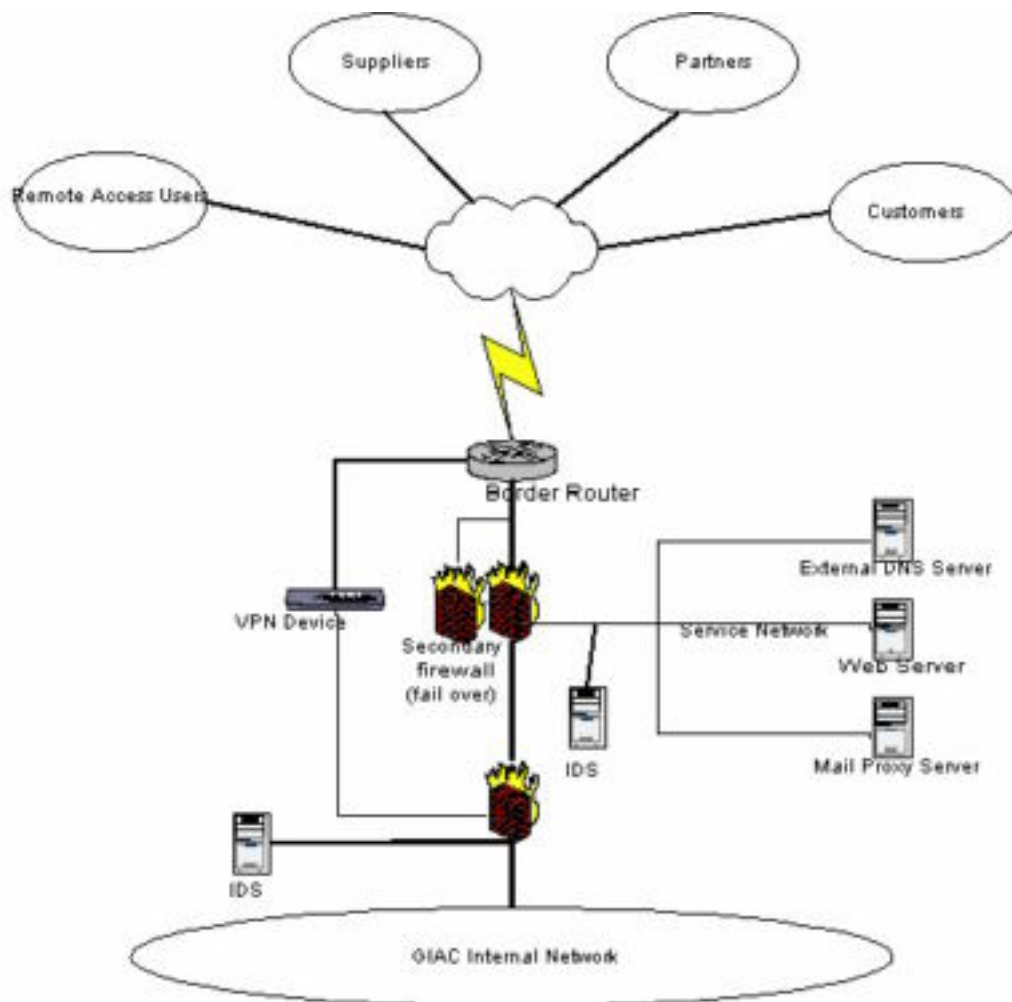 Suppliers
Partners
Remote Access Users
Customers
Border Router
External DNS Server
VPN Device
Secondary
firewall
(fail over)
Service Network
Web Server
IDS
Mail Proxy Server
IDS
GIAC Internal Network